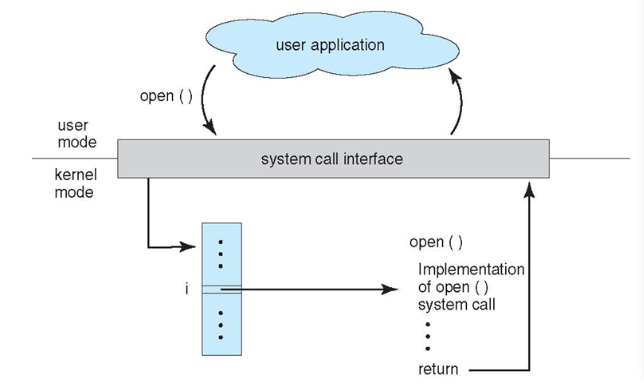 user application
open ( )
user
mode
system call interface
kernel
mode
open ( )
i
Implementation
of open ( )
system call
return